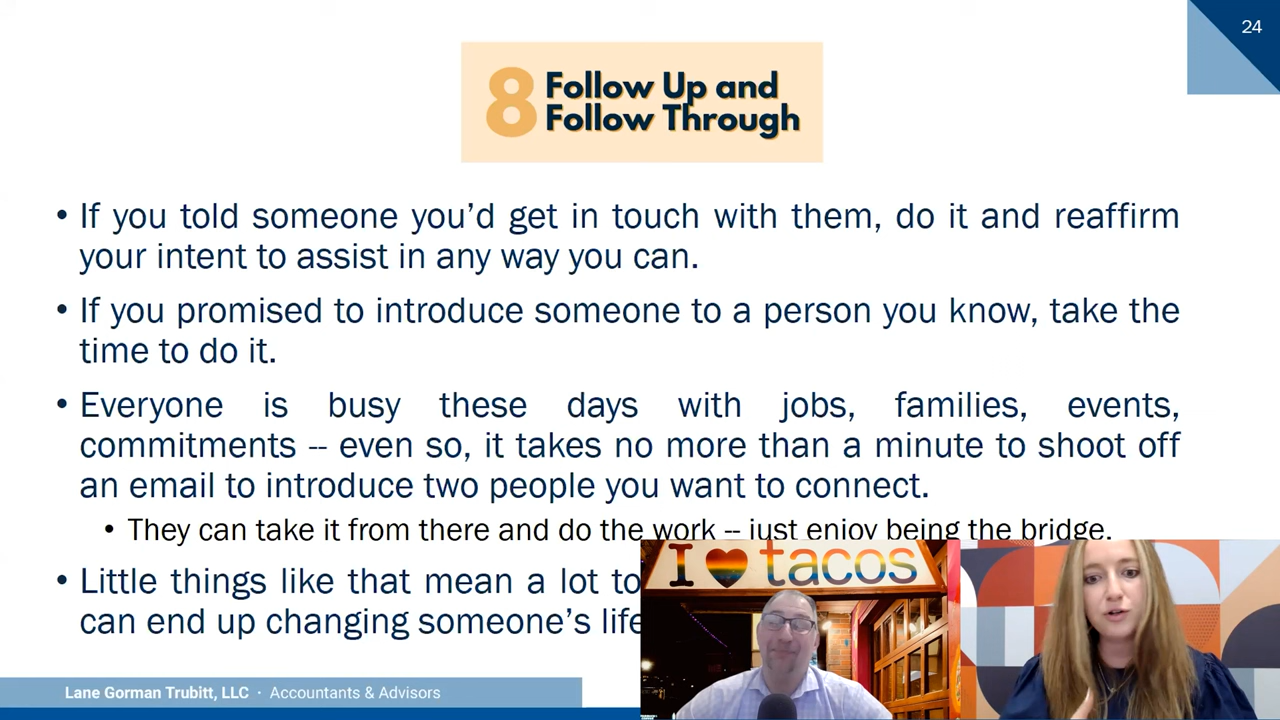 24
8 Follow Up and
Follow Through
• If you told someone you’d get in touch with them, do it and reaffirm
your intent to assist in any way you can.
• If you promised to introduce someone to a person you know, take the
time to do it.
• Everyone is busy these days with jobs, families, events,
commitments -- even so, it takes no more than a minute to shoot off
an email to introduce two people you want to connect.
• They can take it from there and do the work -- just enjoy being the bridge.
• Little things like that mean a lot to
can end up changing someone’s life
I ❤ tacos
Lane Gorman Trubitt, LLC · Accountants & Advisors